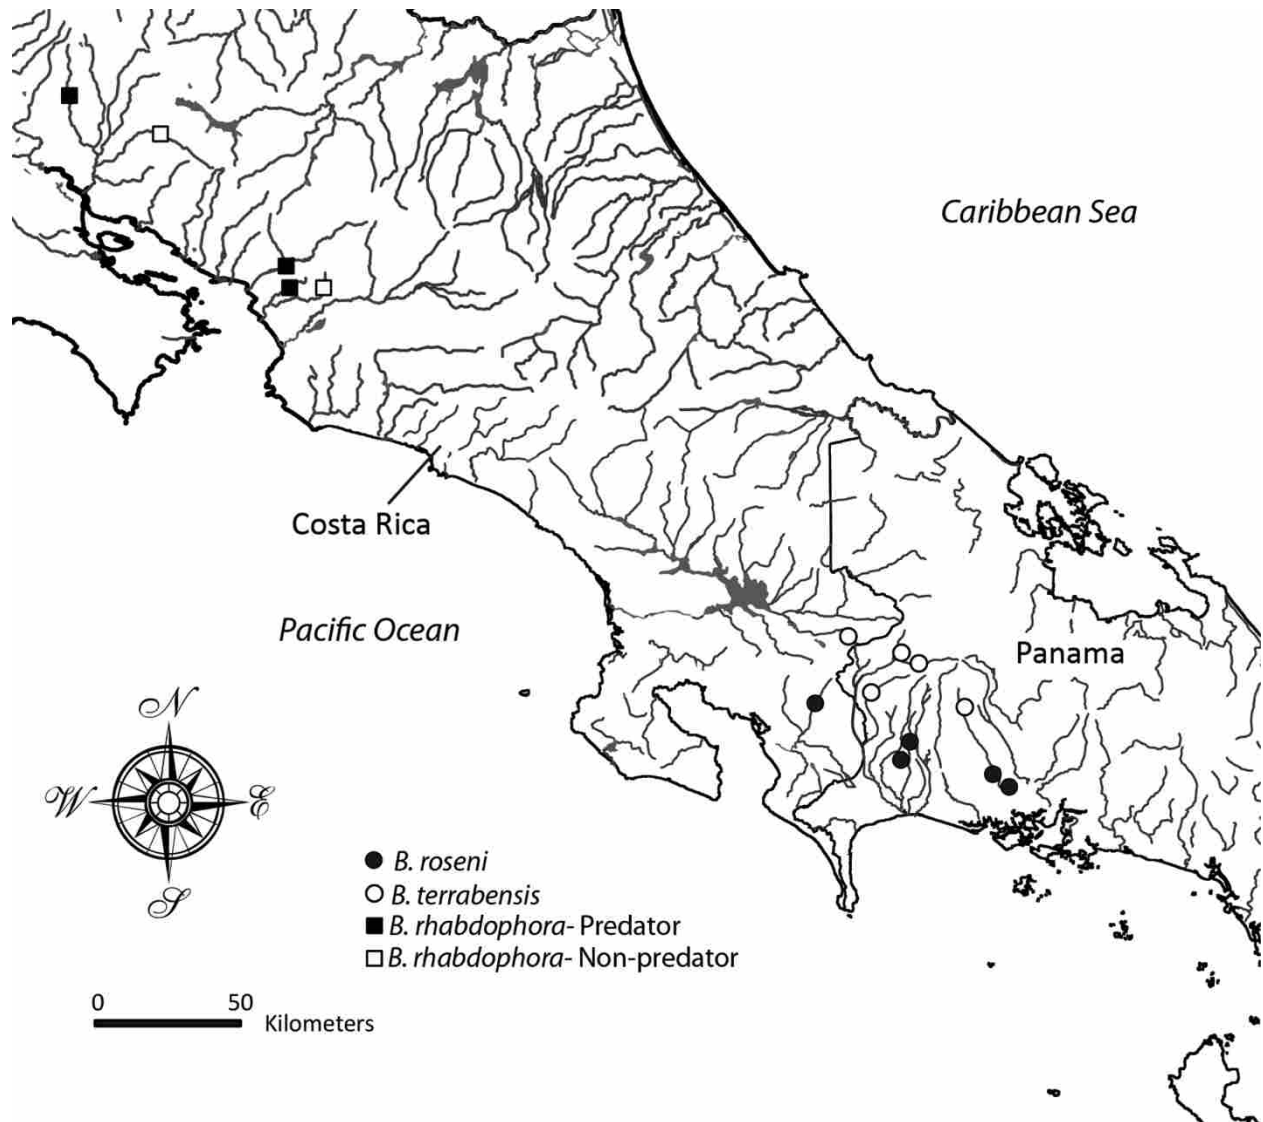 Caribbean Sea
Costa Rica
Pacific Ocean
Panama
N
W E
S
B. roseni
B. terrabensis
B. rhabdophora- Predator
B. rhabdophora- Non-predator
0 50
Kilometers